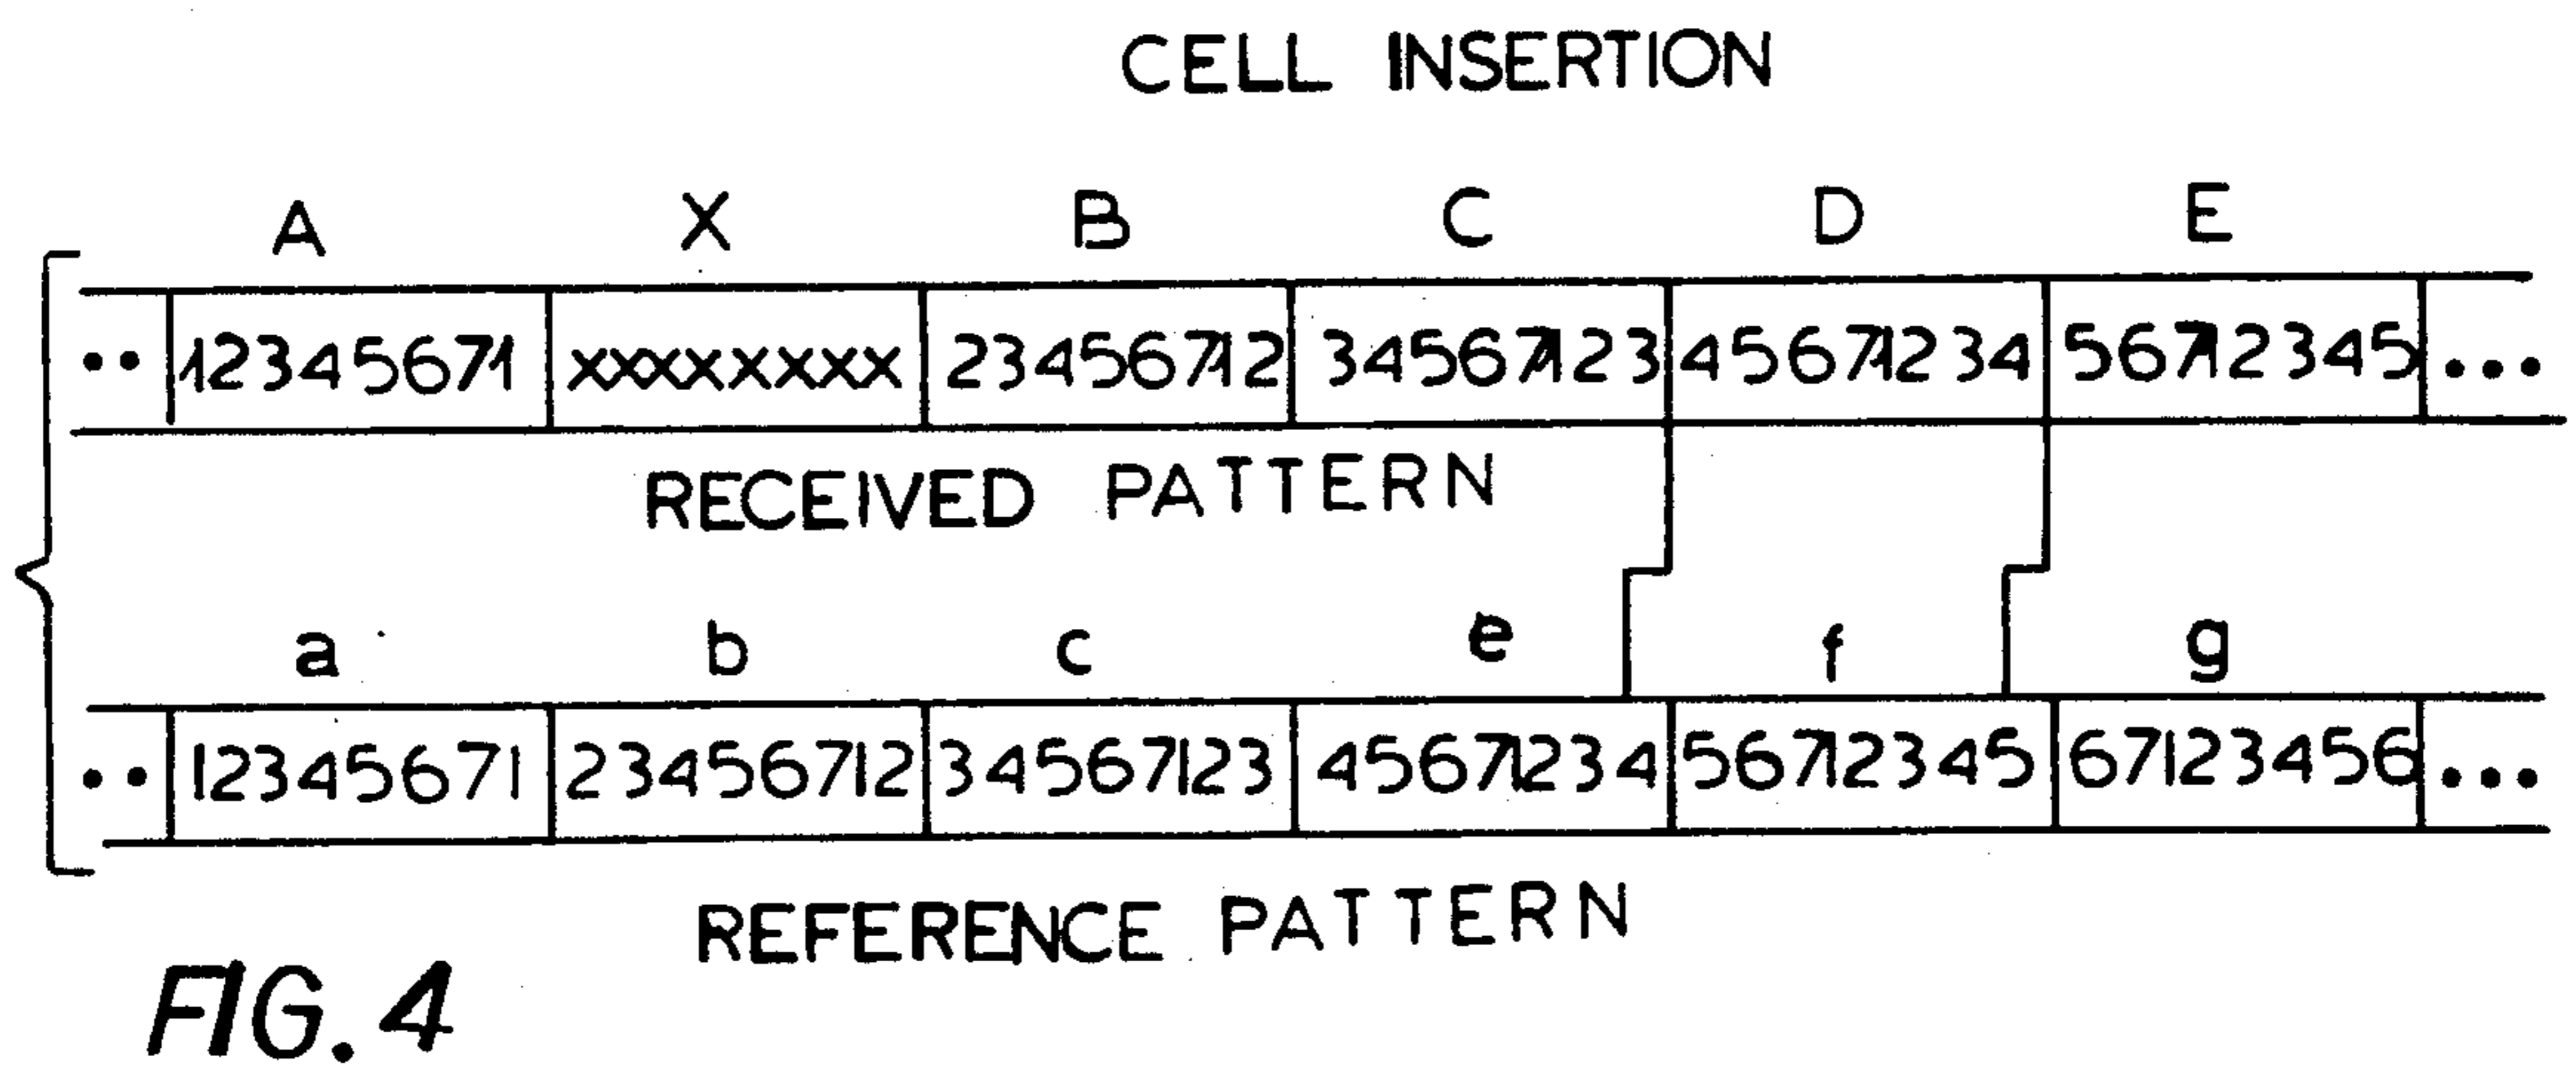 CELL INSERTION
A X B C D E
•• 12345671 xxxxxxxx 23456712 34567123 45671234 56712345 •••
RECEIVED PATTERN
a b c e f g
•• 12345671 23456712 34567123 45671234 56712345 67123456 •••
REFERENCE PATTERN
FIG. 4